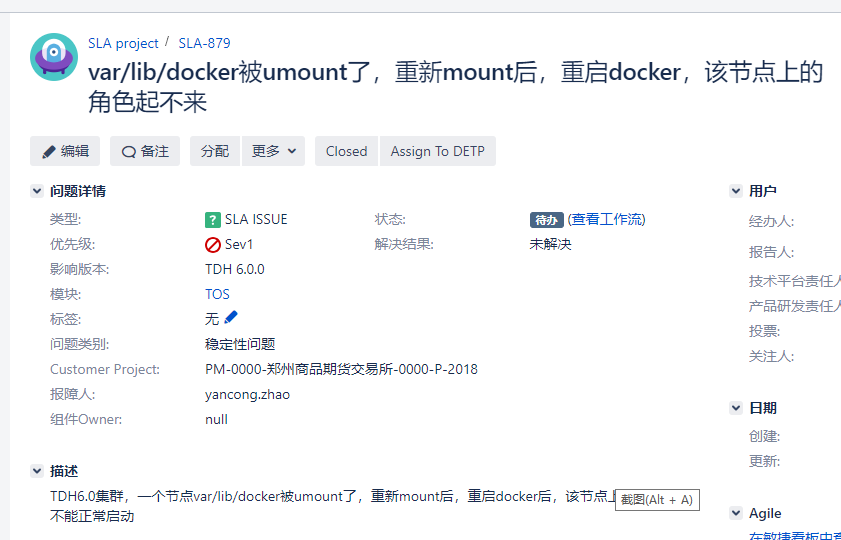 SLA project / SLA-879
var/lib/docker被umount了，重新mount后，重启docker，该节点上的
角色起不来
编辑 备注 分配 更多 Closed Assign To DETP
问题详情
类型: SLA ISSUE 状态: 待办 (查看工作流)
优先级: Sev1 解决结果: 未解决
影响版本: TDH 6.0.0
模块: TOS
标签: 无
问题类别: 稳定性问题
Customer Project: PM-0000-郑州商品期货交易所-0000-P-2018
报障人: yancong.zhao
组件Owner: null
描述
TDH6.0集群，一个节点var/lib/docker被umount了，重新mount后，重启docker后，该节点上
不能正常启动
截图(Alt + A)
用户
经办人:
报告人:
技术平台责任人
产品研发责任人
投票:
关注人:
日期
创建:
更新:
Agile
在敏捷看板中查